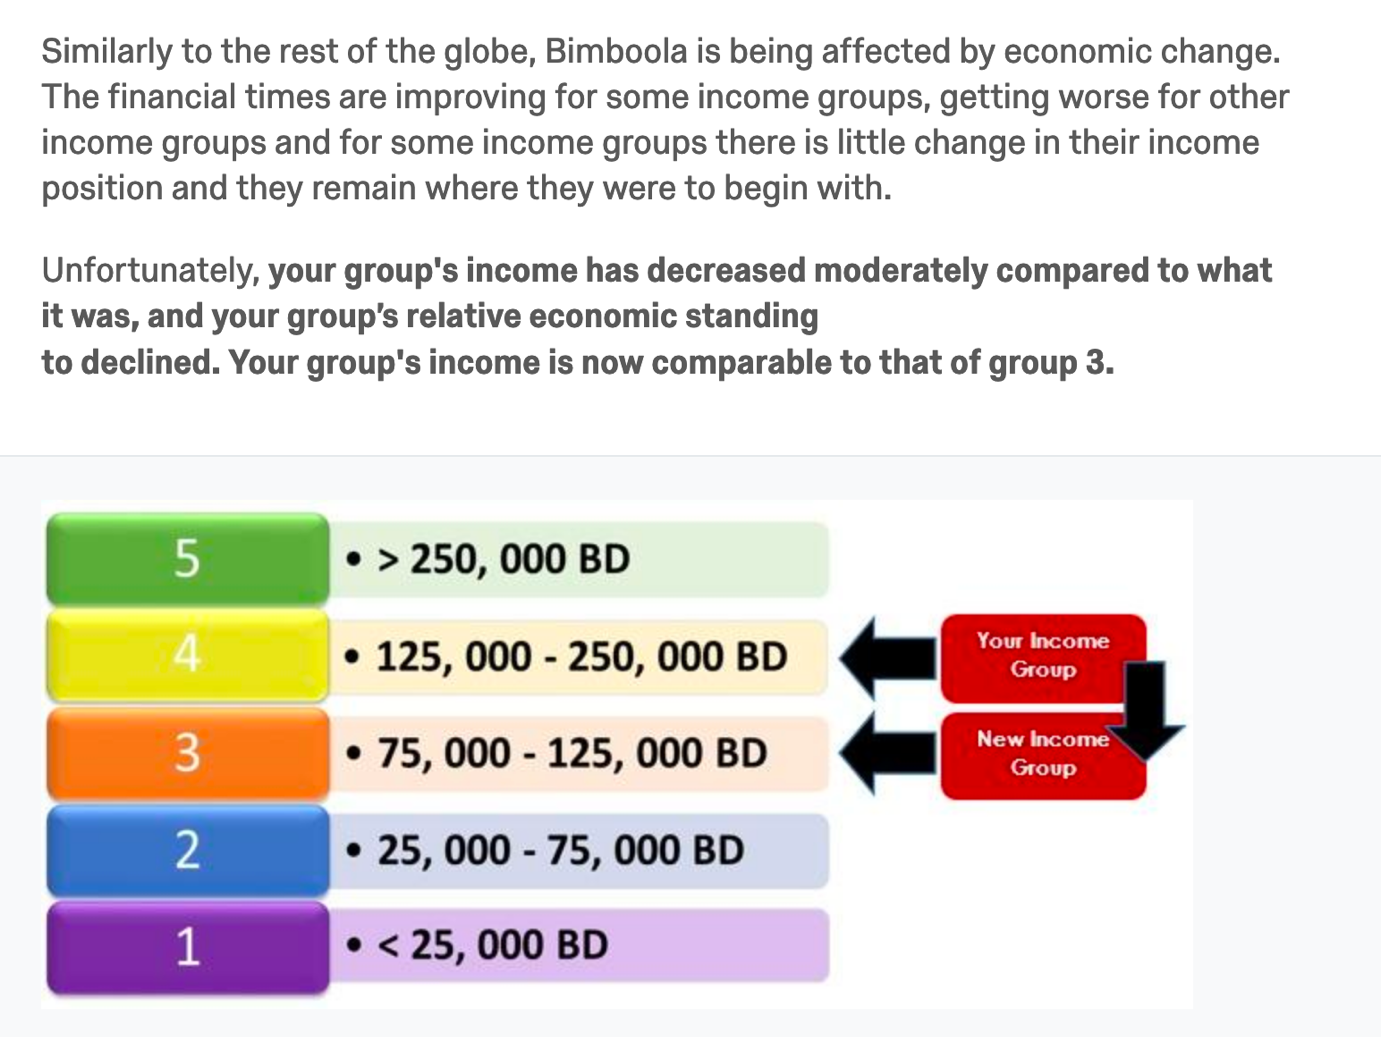 Similarly to the rest of the globe, Bimboola is being affected by economic change.
The financial times are improving for some income groups, getting worse for other
income groups and for some income groups there is little change in their income
position and they remain where they were to begin with.
Unfortunately, your group's income has decreased moderately compared to what
it was, and your group’s relative economic standing
to declined. Your group's income is now comparable to that of group 3.
5 • > 250, 000 BD
4 • 125, 000 - 250, 000 BD
Your Income
Group
3 • 75, 000 - 125, 000 BD
New Income
Group
2 • 25, 000 - 75, 000 BD
1 • < 25, 000 BD